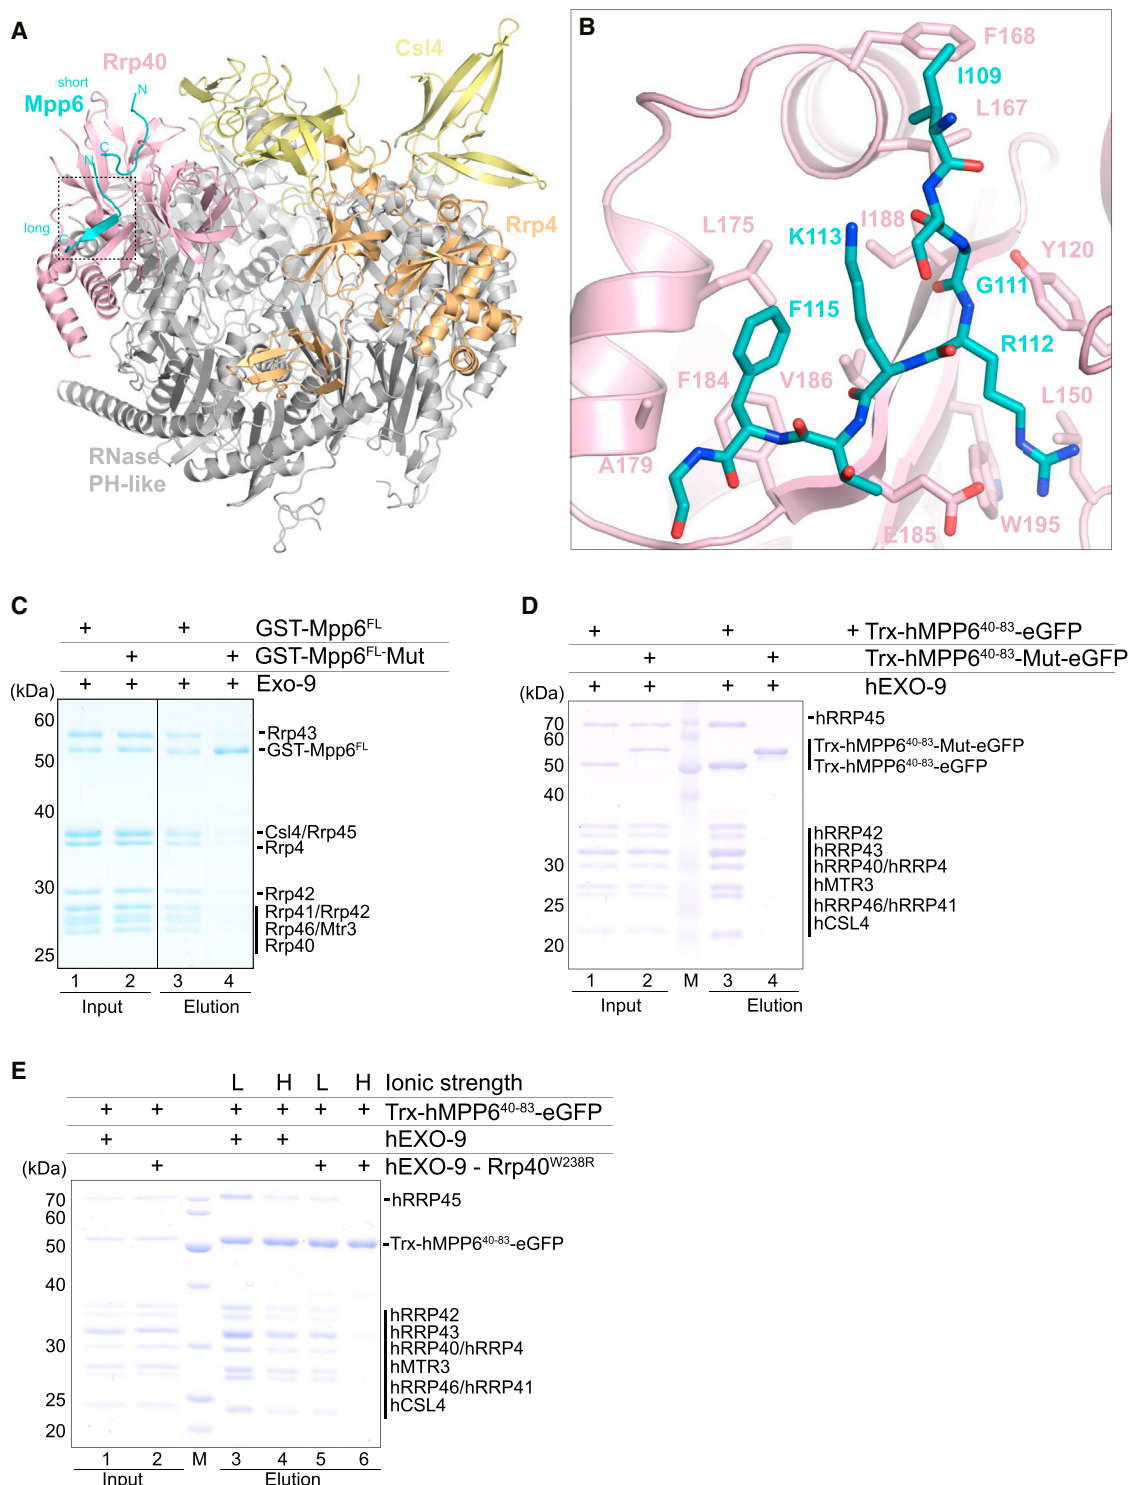 A
Csl4
Rrp40
short
N
Mpp6
C
N
long
C
Rrp4
RNase
PH-like
B
F168
I109
L167
L175
K113
I188
Y120
G111
F115
R112
F184
V186
L150
A179
E185
W195
C
+ + GST-Mpp6FL
+ + GST-Mpp6FL-Mut
(kDa) + + + + Exo-9
60
Rrp43
GST-Mpp6FL
50
40
Csl4/Rrp45
Rrp4
30
Rrp42
Rrp41/Rrp42
Rrp46/Mtr3
Rrp40
25
1 2 3 4
Input Elution
D
+ + + Trx-hMPP640-83-eGFP
+ + Trx-hMPP640-83-Mut-eGFP
(kDa) + + + + hEXO-9
70
hRRP45
60
Trx-hMPP640-83-Mut-eGFP
50
Trx-hMPP640-83-eGFP
40
hRRP42
hRRP43
30
hRRP40/hRRP4
hMTR3
25
hRRP46/hRRP41
hCSL4
20
1 2 M 3 4
Input Elution
E
L H L H Ionic strength
+ + + + + + Trx-hMPP640-83-eGFP
+ + + hEXO-9
(kDa) + + + hEXO-9 - Rrp40W238R
70
hRRP45
60
50
Trx-hMPP640-83-eGFP
40
hRRP42
hRRP43
30
hRRP40/hRRP4
hMTR3
25
hRRP46/hRRP41
hCSL4
20
1 2 M 3 4 5 6
Input Elution